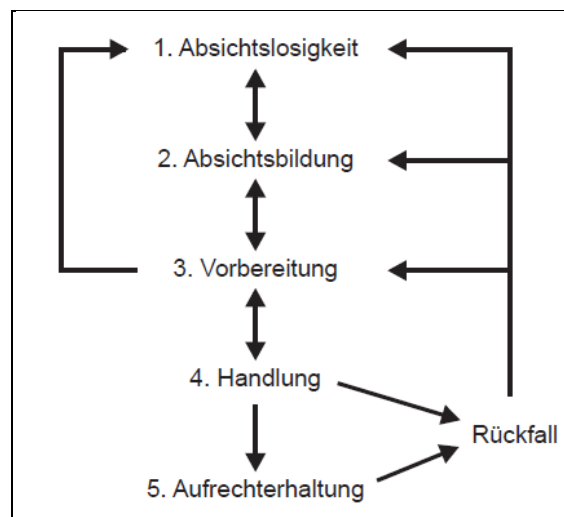 1. Absichtslosigkeit
2. Absichtsbildung
3. Vorbereitung
4. Handlung
Rückfall
5. Aufrechterhaltung